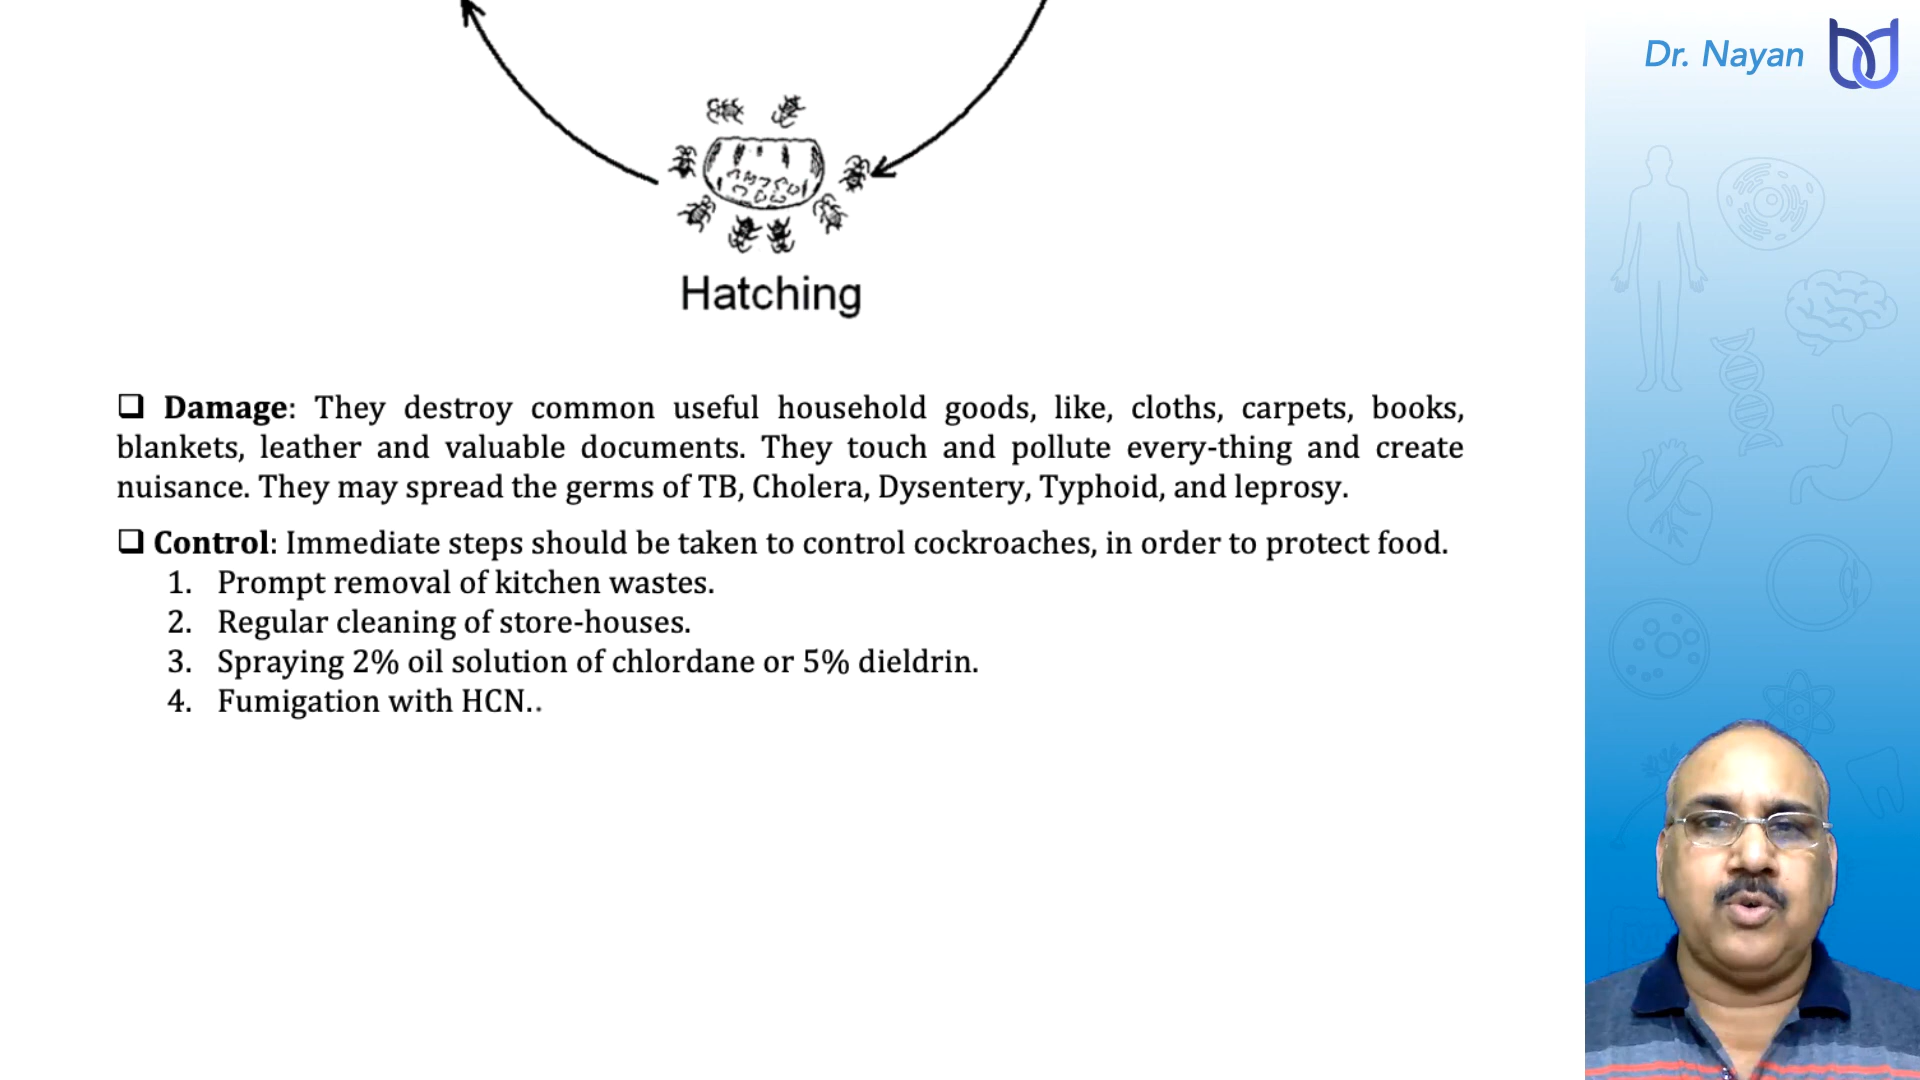 Dr. Nayan
Hatching
❑ Damage: They destroy common useful household goods, like, cloths, carpets, books,
blankets, leather and valuable documents. They touch and pollute every-thing and create
nuisance. They may spread the germs of TB, Cholera, Dysentery, Typhoid, and leprosy.
❑ Control: Immediate steps should be taken to control cockroaches, in order to protect food.
1. Prompt removal of kitchen wastes.
2. Regular cleaning of store-houses.
3. Spraying 2% oil solution of chlordane or 5% dieldrin.
4. Fumigation with HCN..